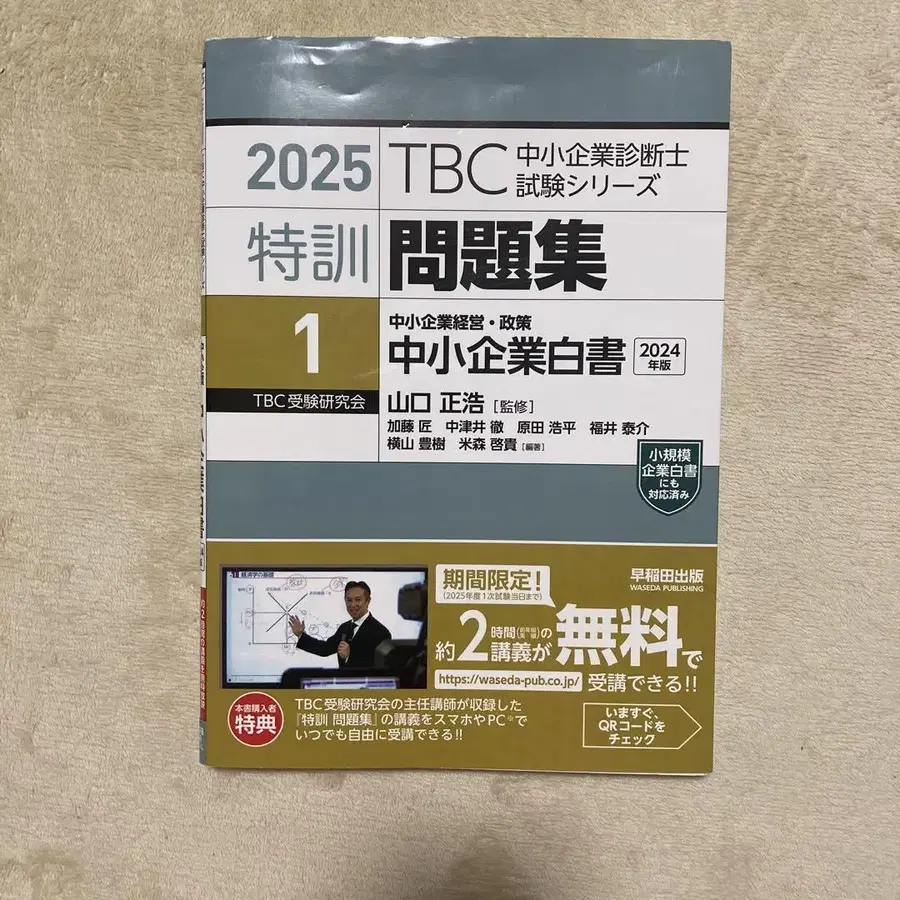 2025
TBC
中小企業診断士
試験シリーズ
特訓
問題集
1
中小企業経営・政策
中小企業白書
2024
年版
TBC受験研究会
山口 正浩 [監修]
加藤 匠 中津井 徹 原田 浩平 福井 泰介
横山 豊樹 米森 啓貴 [編著]
小規模
企業白書
にも
対応済み
経済学の基礎
期間限定!
(2025年度1次試験当日まで)
約2時間の
講義が
無料で
https://waseda-pub.co.jp/
受講できる!!
早稲田出版
WASEDA PUBLISHING
本書購入者
特典
TBC受験研究会の主任講師が収録した
『特訓 問題集』の講義をスマホやPC※で
いつでも自由に受講できる!!
いますぐ、
QRコードを
チェック